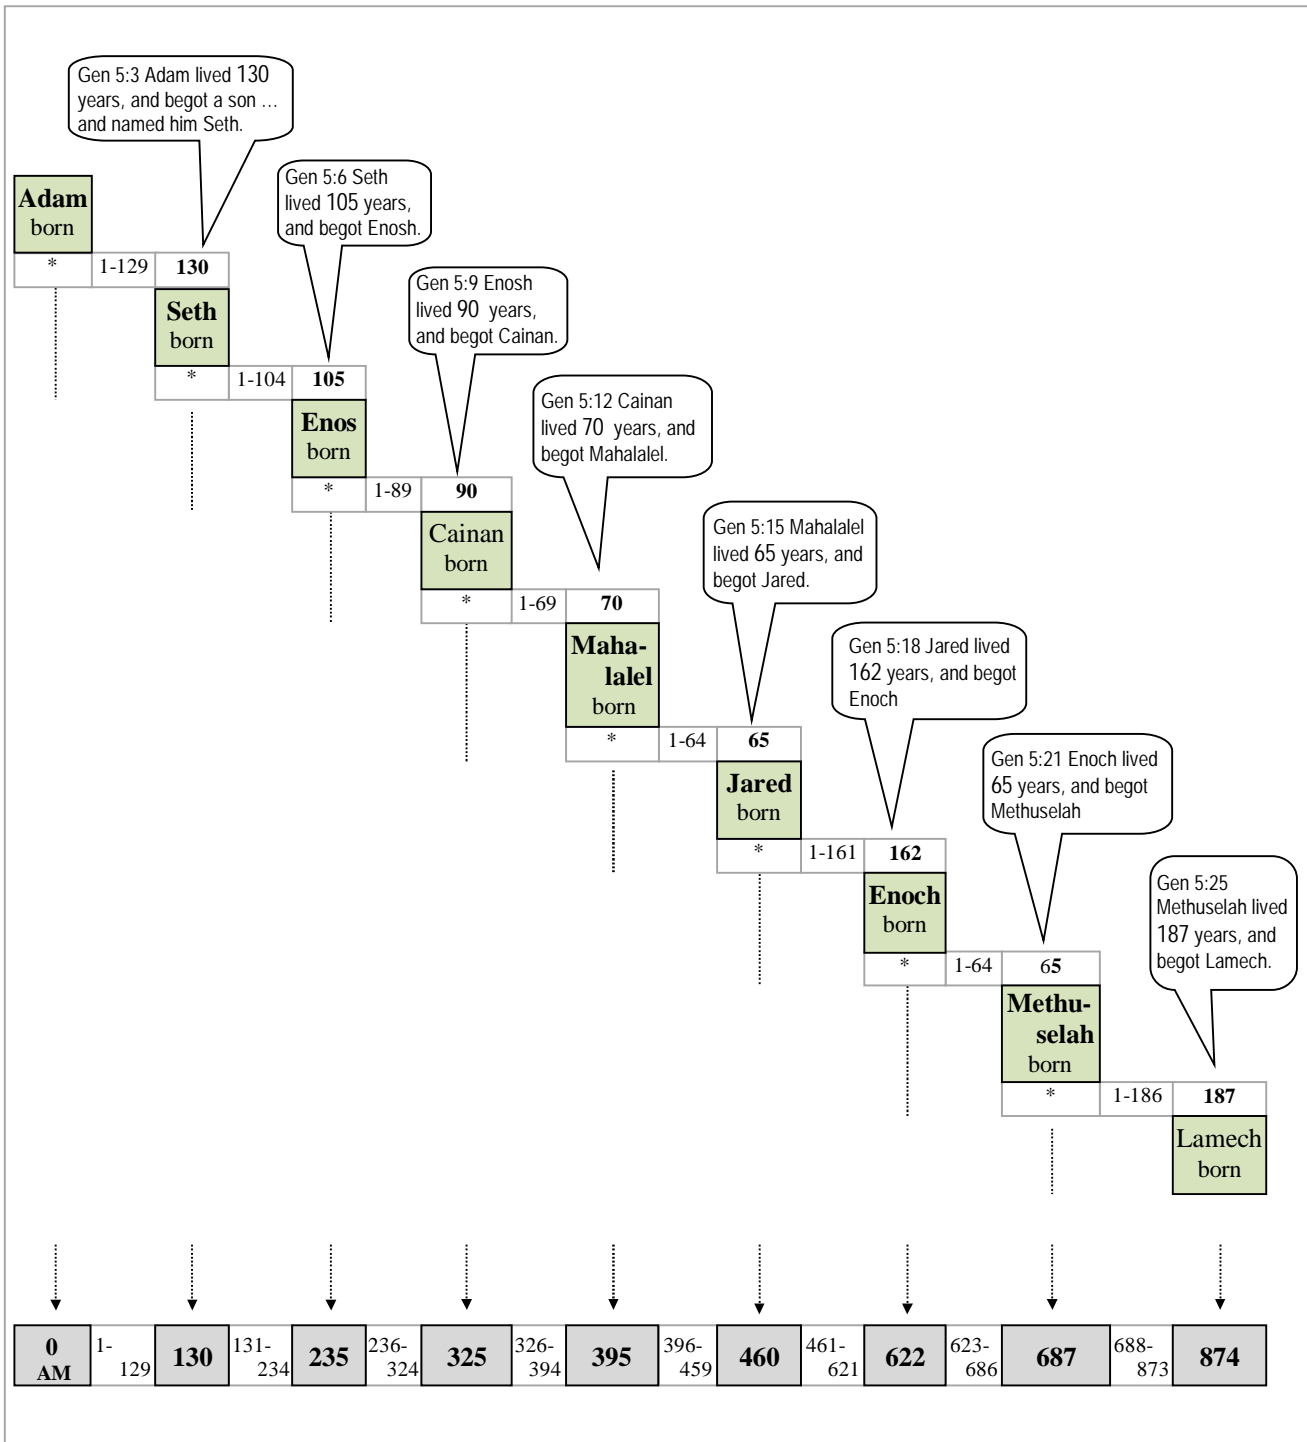 Gen 5:3 Adam lived 130
years, and begot a son …
and named him Seth.
Adam
born
* 1-129 130
Gen 5:6 Seth
lived 105 years,
and begot Enosh.
Seth
born
* 1-104 105
Gen 5:9 Enosh
lived 90 years,
and begot Cainan.
Enos
born
* 1-89 90
Gen 5:12 Cainan
lived 70 years, and
begot Mahalalel.
Cainan
born
* 1-69 70
Gen 5:15 Mahalalel
lived 65 years, and
begot Jared.
Maha-
lalel
born
* 1-64 65
Gen 5:18 Jared lived
162 years, and begot
Enoch
Jared
born
* 1-161 162
Gen 5:21 Enoch lived
65 years, and begot
Methuselah
Enoch
born
* 1-64 65
Gen 5:25
Methuselah lived
187 years, and
begot Lamech.
Methu-
selah
born
* 1-186 187
Lamech
born
0
AM
1-
129
130
131-
234
235
236-
324
325
326-
394
395
396-
459
460
461-
621
622
623-
686
687
688-
873
874